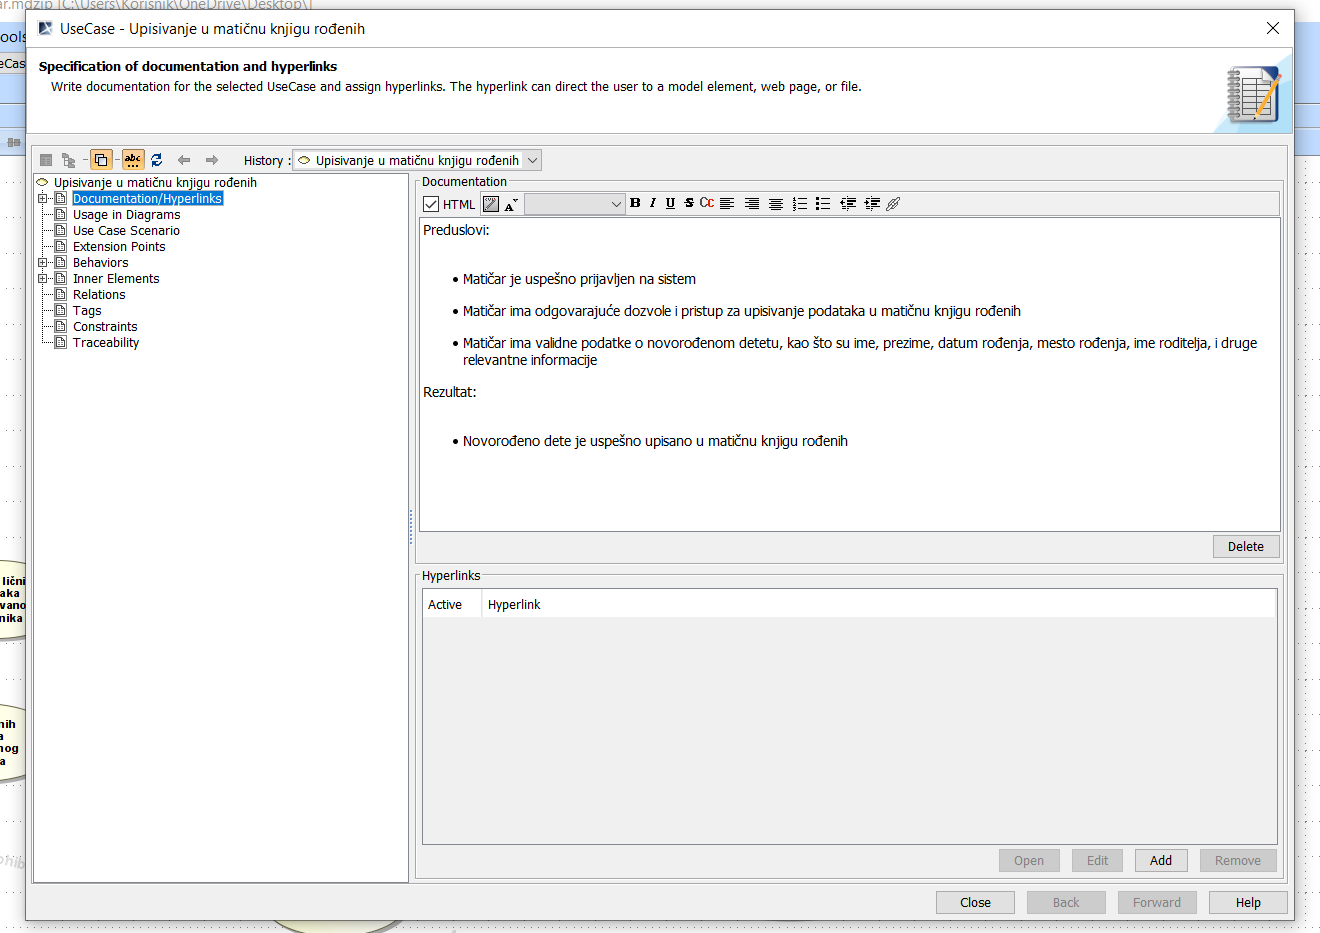 ar.mdzip [C:\Users\Korisnik\OneDrive\Desktop\]
ools
eCas
UseCase - Upisivanje u matičnu knjigu rođenih
Specification of documentation and hyperlinks
Write documentation for the selected UseCase and assign hyperlinks. The hyperlink can direct the user to a model element, web page, or file.
History : Upisivanje u matičnu knjigu rođenih
Upisivanje u matičnu knjigu rođenih
Documentation/Hyperlinks
Usage in Diagrams
Use Case Scenario
Extension Points
Behaviors
Inner Elements
Relations
Tags
Constraints
Traceability
Documentation
HTML
B I U S Cc
Preduslovi:
• Matičar je uspešno prijavljen na sistem
• Matičar ima odgovarajuće dozvole i pristup za upisivanje podataka u matičnu knjigu rođenih
• Matičar ima validne podatke o novorođenom detetu, kao što su ime, prezime, datum rođenja, mesto rođenja, ime roditelja, i druge
relevantne informacije
Rezultat:
• Novorođeno dete je uspešno upisano u matičnu knjigu rođenih
Delete
Hyperlinks
Active Hyperlink
Open Edit Add Remove
Close Back Forward Help
lični
aka
vano
nika
nih
a
nog
a